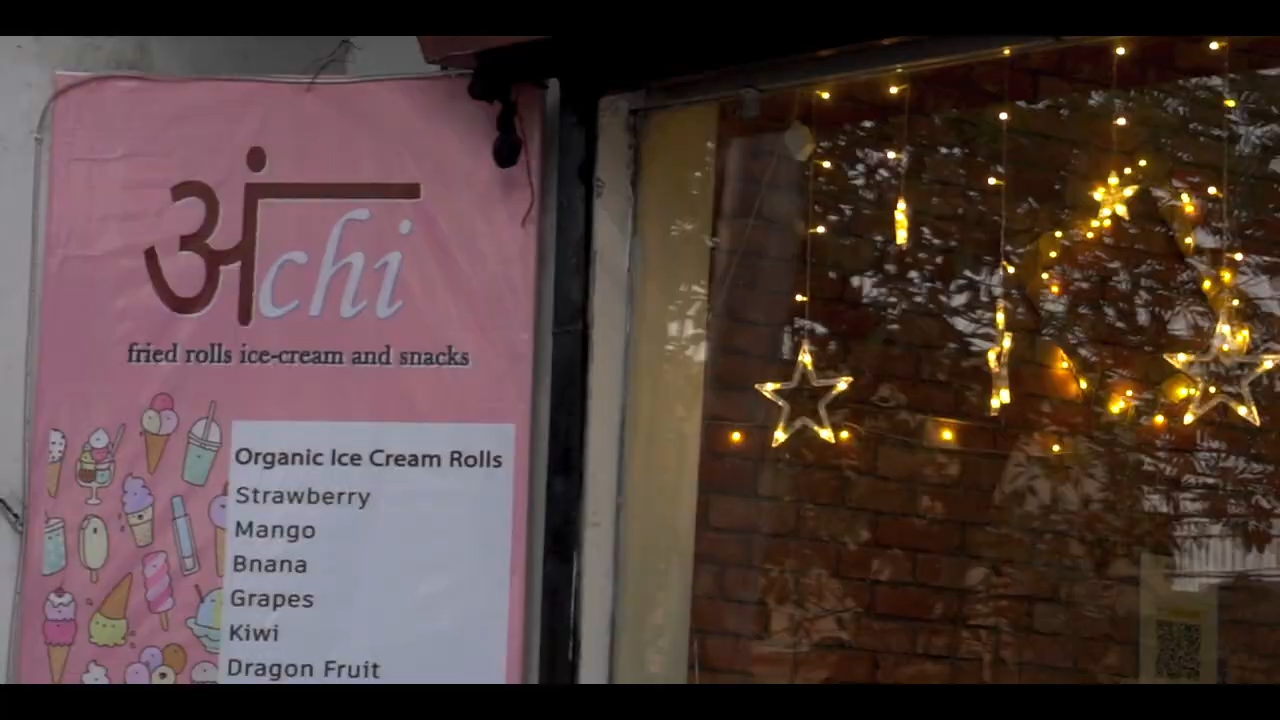 अंchi
fried rolls ice-cream and snacks
Organic Ice Cream Rolls
Strawberry
Mango
Bnana
Grapes
Kiwi
Dragon Fruit